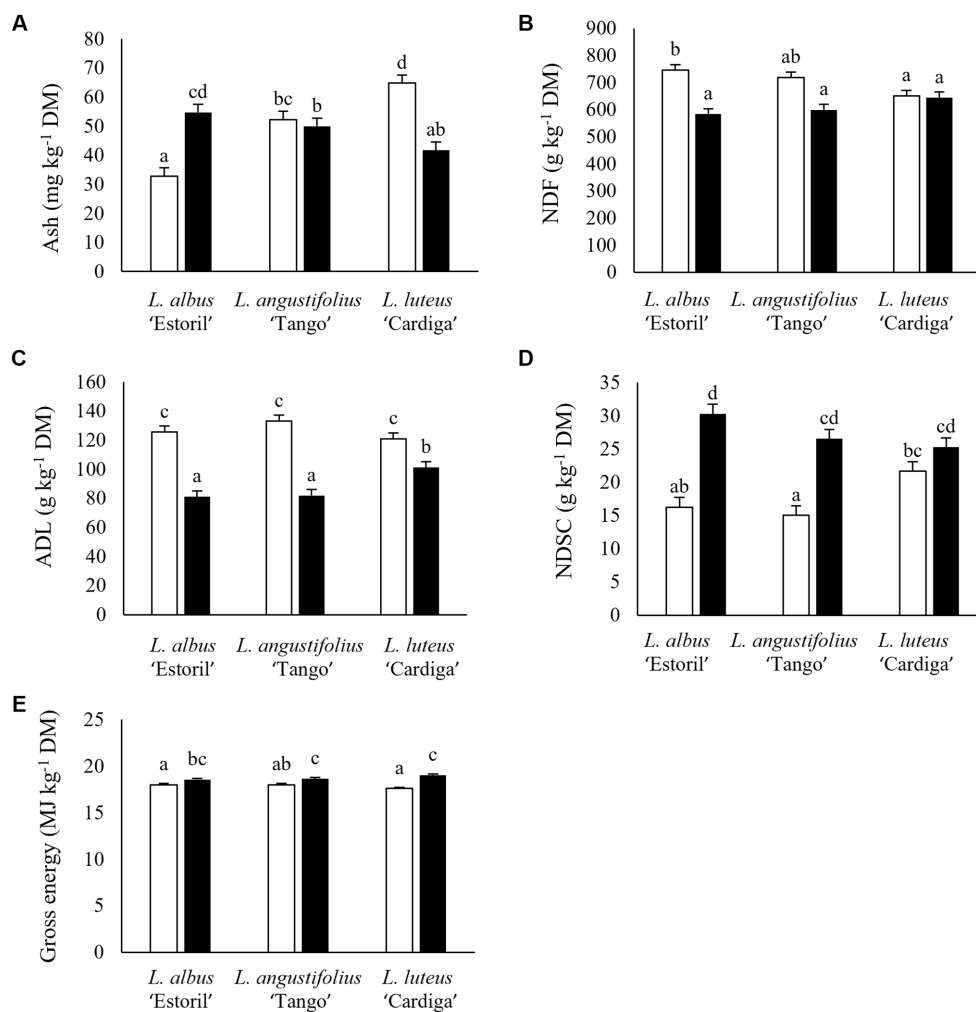 A
Ash (mg kg⁻¹ DM)
80
70
60
50
40
30
20
10
0
a
cd
bc
b
d
ab
L. albus L. angustifolius L. luteus
'Estoril' 'Tango' 'Cardiga'
B
NDF (g kg⁻¹ DM)
900
800
700
600
500
400
300
200
100
0
b
a
ab
a
a
a
L. albus L. angustifolius L. luteus
'Estoril' 'Tango' 'Cardiga'
C
ADL (g kg⁻¹ DM)
160
140
120
100
80
60
40
20
0
c
a
c
a
c
b
L. albus L. angustifolius L. luteus
'Estoril' 'Tango' 'Cardiga'
D
NDSC (g kg⁻¹ DM)
35
30
25
20
15
10
5
0
ab
d
a
cd
bc
cd
L. albus L. angustifolius L. luteus
'Estoril' 'Tango' 'Cardiga'
E
Gross energy (MJ kg⁻¹ DM)
25
20
15
10
5
0
a
bc
ab
c
a
c
L. albus L. angustifolius L. luteus
'Estoril' 'Tango' 'Cardiga'